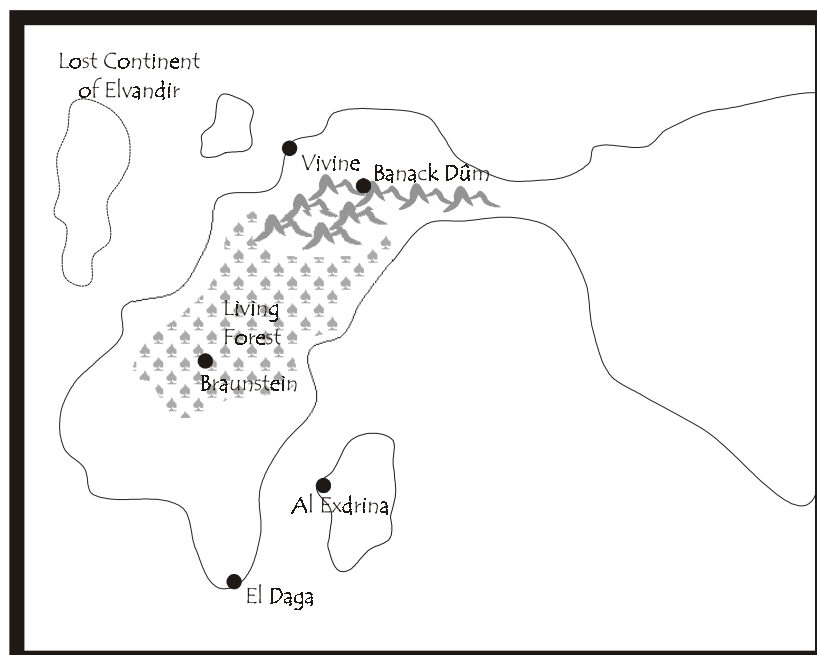 Lost Continent
of Elvandir
Vivine
Banack Dûm
Living
Forest
Braunstein
Al Exdrina
El Daga